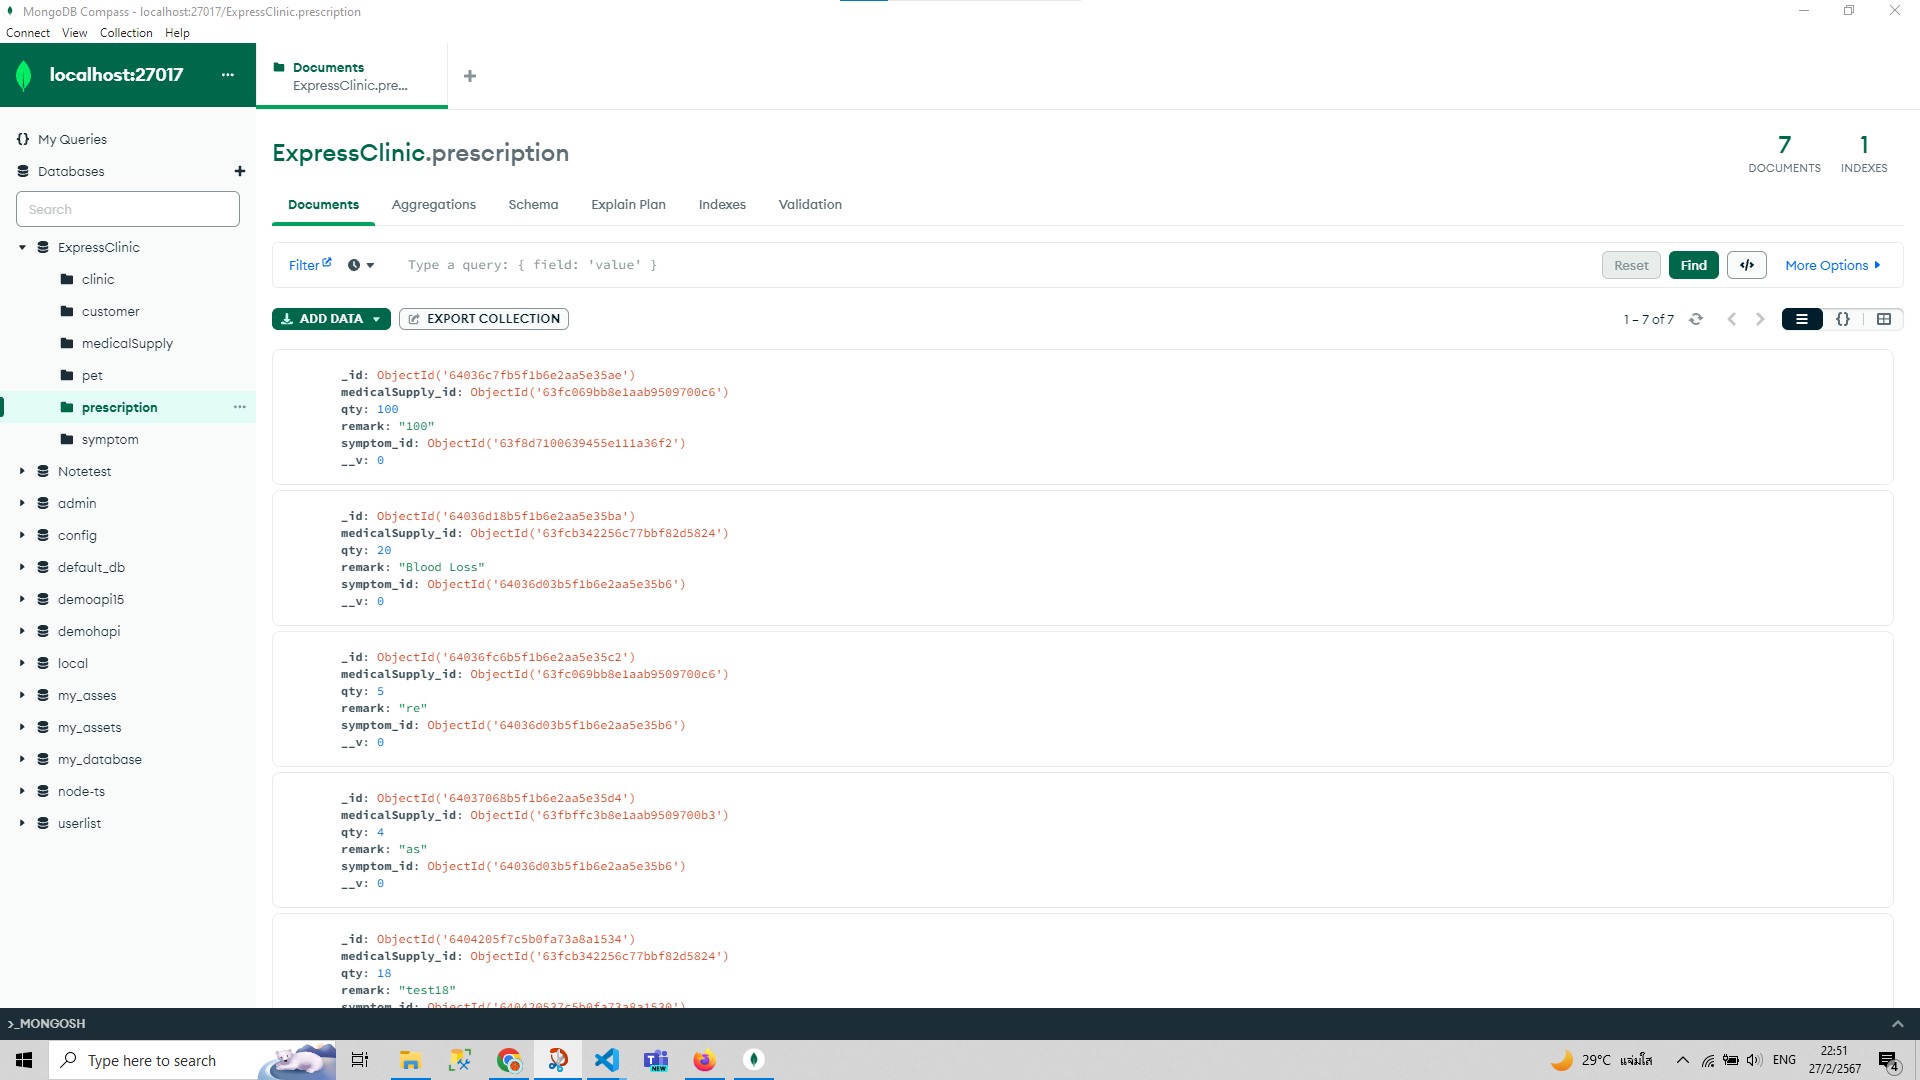 MongoDB Compass - localhost:27017/ExpressClinic.prescription
Connect View Collection Help
localhost:27017 ...
Documents
ExpressClinic.pre...
My Queries
Databases
Search
ExpressClinic
clinic
customer
medicalSupply
pet
prescription
symptom
Notetest
admin
config
default_db
demoapi15
demohapi
local
my_asses
my_assets
my_database
node-ts
userlist
ExpressClinic.prescription
7
DOCUMENTS
1
INDEXES
Documents Aggregations Schema Explain Plan Indexes Validation
Filter Type a query: { field: 'value' } Reset Find </> More Options
ADD DATA EXPORT COLLECTION 1 – 7 of 7 {}
_id: ObjectId('64036c7fb5f1b6e2aa5e35ae')
medicalSupply_id: ObjectId('63fc069bb8e1aab9509700c6')
qty: 100
remark: "100"
symptom_id: ObjectId('63f8d7100639455e111a36f2')
__v: 0
_id: ObjectId('64036d18b5f1b6e2aa5e35ba')
medicalSupply_id: ObjectId('63fcb342256c77bbf82d5824')
qty: 20
remark: "Blood Loss"
symptom_id: ObjectId('64036d03b5f1b6e2aa5e35b6')
__v: 0
_id: ObjectId('64036fc6b5f1b6e2aa5e35c2')
medicalSupply_id: ObjectId('63fc069bb8e1aab9509700c6')
qty: 5
remark: "re"
symptom_id: ObjectId('64036d03b5f1b6e2aa5e35b6')
__v: 0
_id: ObjectId('64037068b5f1b6e2aa5e35d4')
medicalSupply_id: ObjectId('63fbffc3b8e1aab9509700b3')
qty: 4
remark: "as"
symptom_id: ObjectId('64036d03b5f1b6e2aa5e35b6')
__v: 0
_id: ObjectId('6404205f7c5b0fa73a8a1534')
medicalSupply_id: ObjectId('63fcb342256c77bbf82d5824')
qty: 18
remark: "test18"
symptom_id: ObjectId('640420537c5b0fa73a8a1530')
>_MONGOSH
Type here to search
NEW
29°C แจ่มใส ENG
22:51
27/2/2567
4